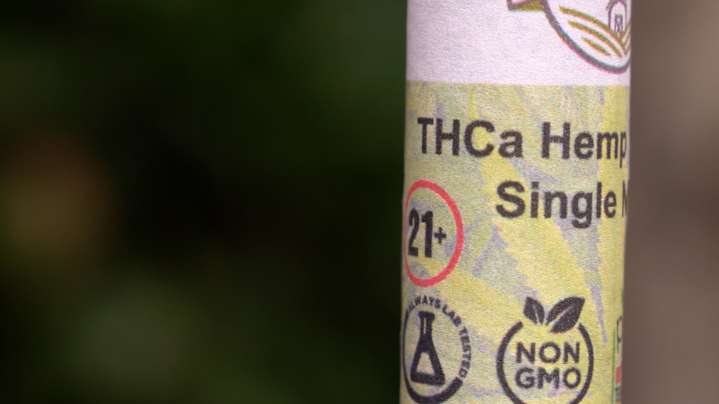 THCa Hemp
Single
21+
ALWAYS LAB TESTED
NON
GMO